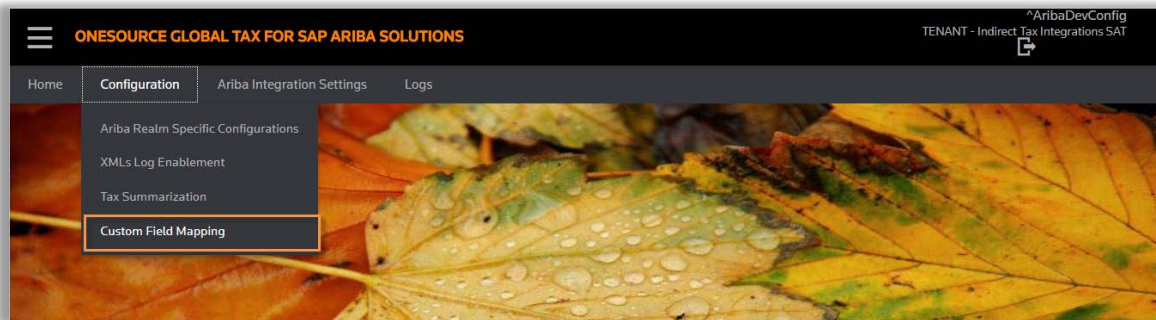 ^AribaDevConfig
ONESOURCE GLOBAL TAX FOR SAP ARIBA SOLUTIONS
TENANT - Indirect Tax Integrations SAT
Home Configuration Ariba Integration Settings Logs
Ariba Realm Specific Configurations
XMLs Log Enablement
Tax Summarization
Custom Field Mapping